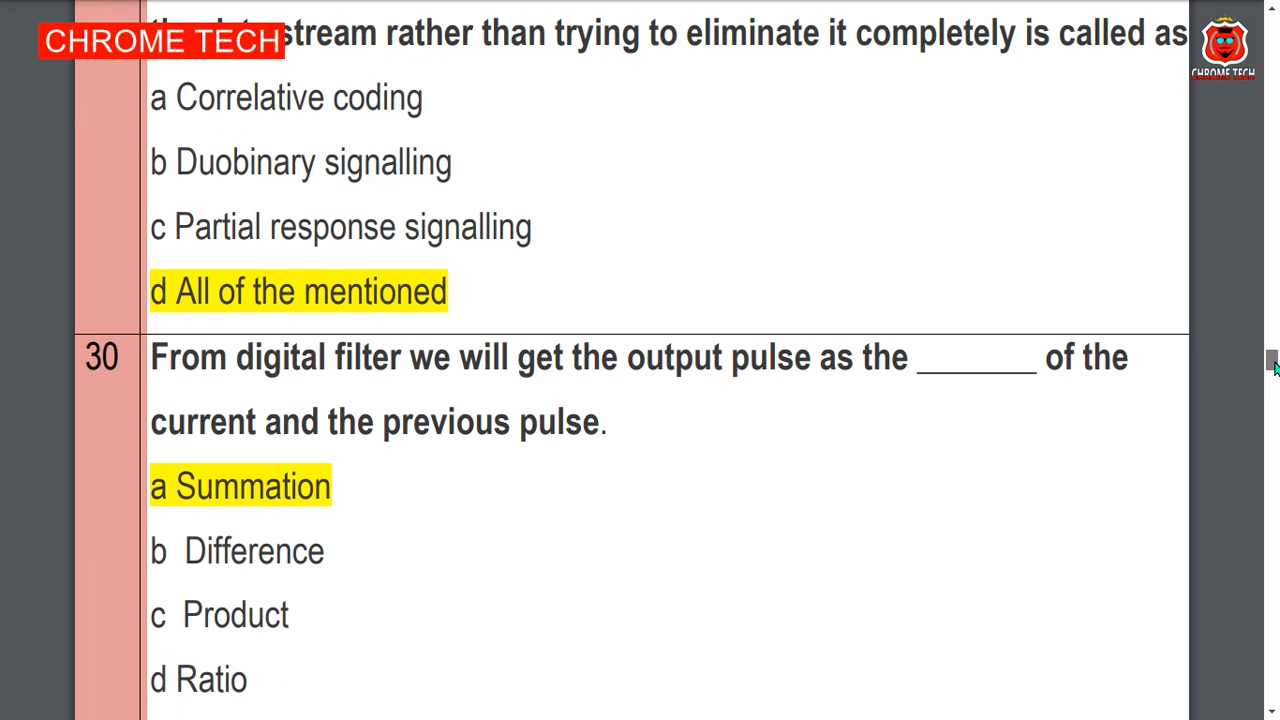 CHROME TECH
stream rather than trying to eliminate it completely is called as
CHROME TECH
a Correlative coding
b Duobinary signalling
c Partial response signalling
d All of the mentioned
30 From digital filter we will get the output pulse as the ________ of the
current and the previous pulse.
a Summation
b Difference
c Product
d Ratio